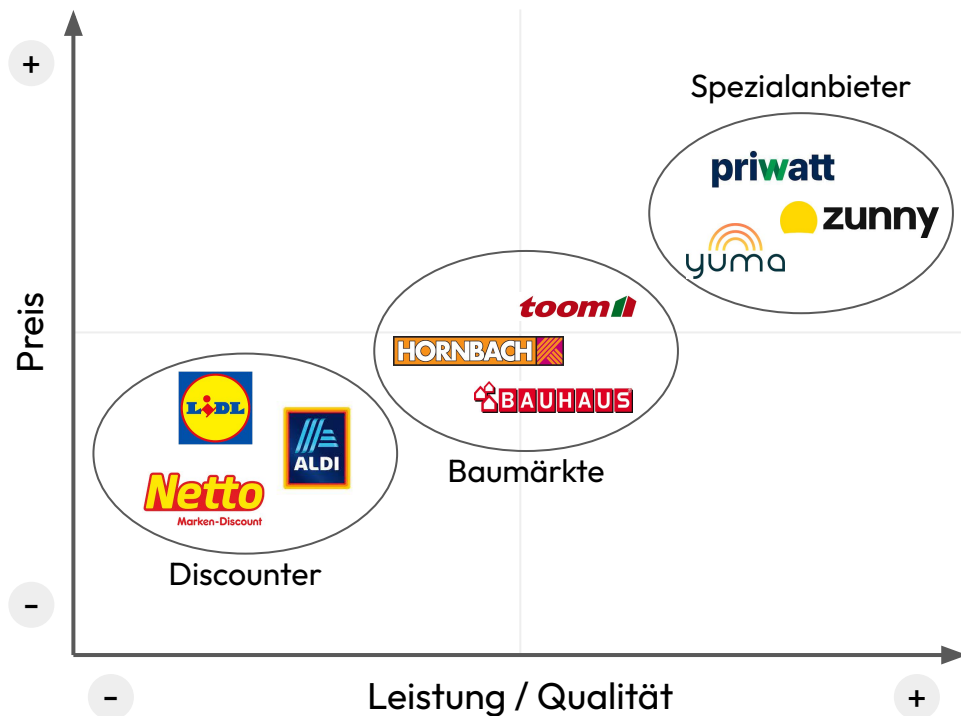 +
Spezialanbieter
priwatt
zunny
yuma
Preis
toom
HORNBACH
BAUHAUS
Baumärkte
LIDL
ALDI
Netto
Marken-Discount
Discounter
-
- Leistung / Qualität +